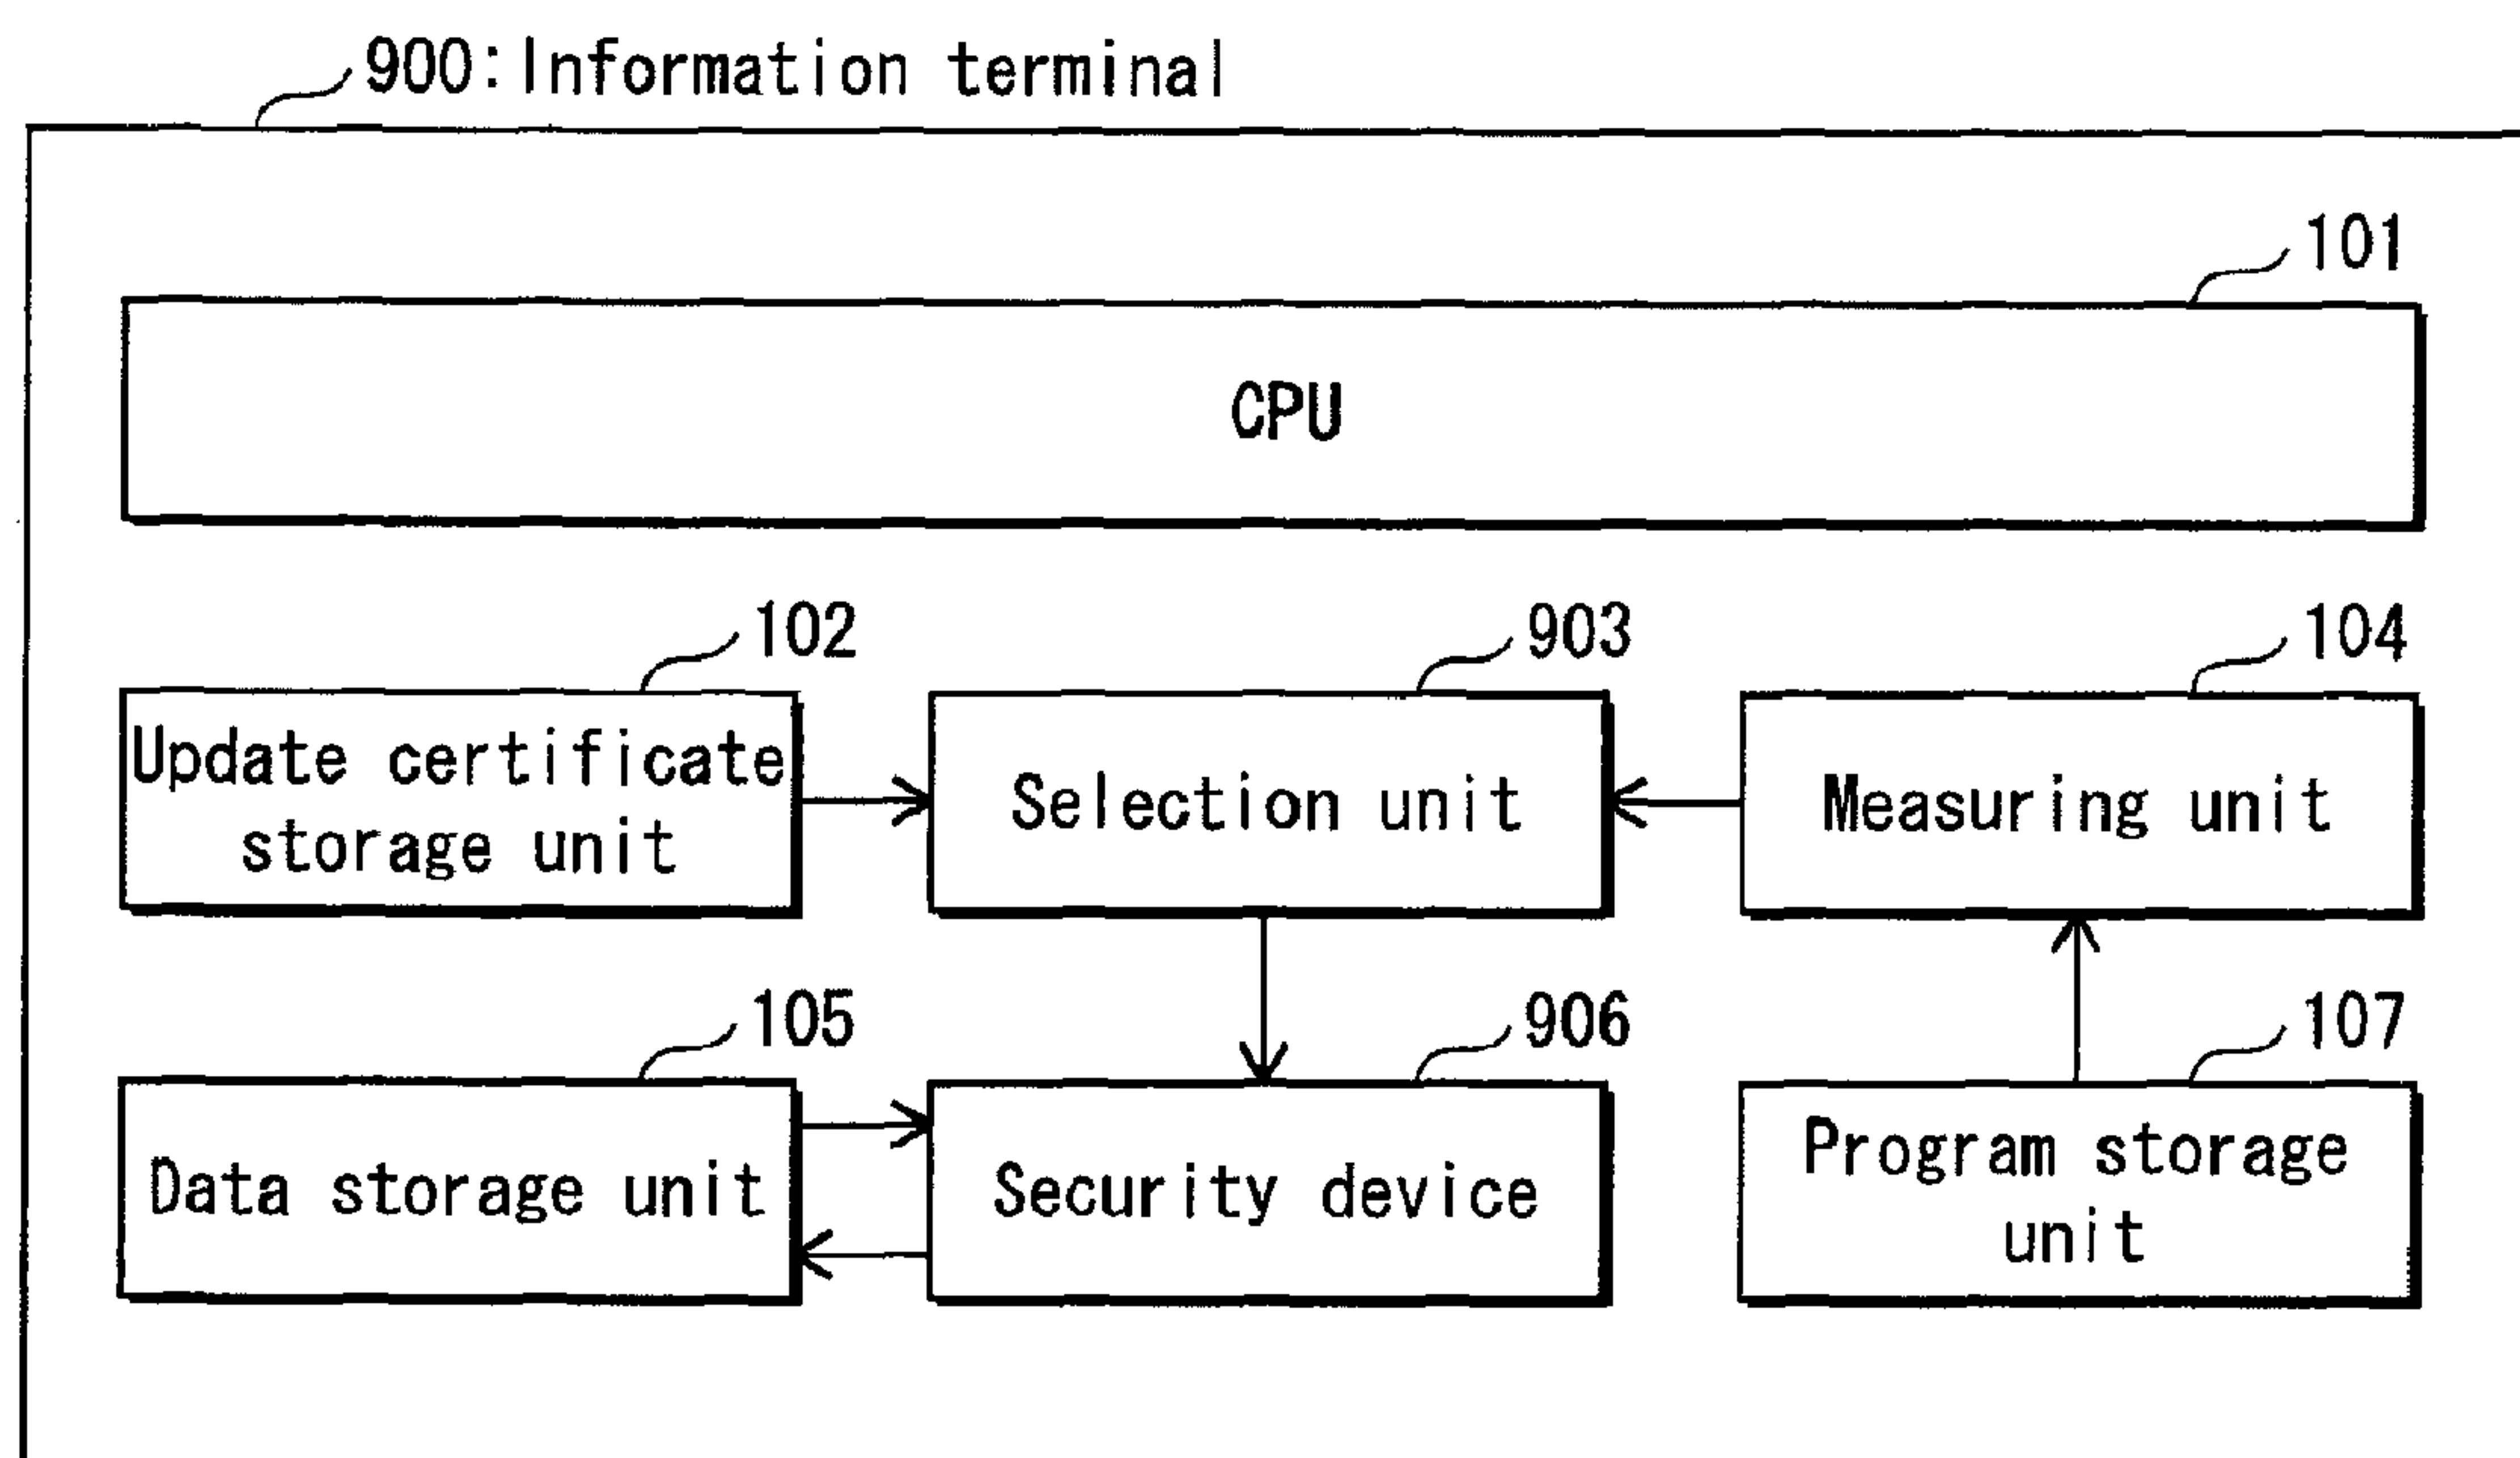 900:Information terminal
101
CPU
102
903
104
Update certificate
storage unit
Selection unit
Measuring unit
105
906
107
Data storage unit
Security device
Program storage
unit